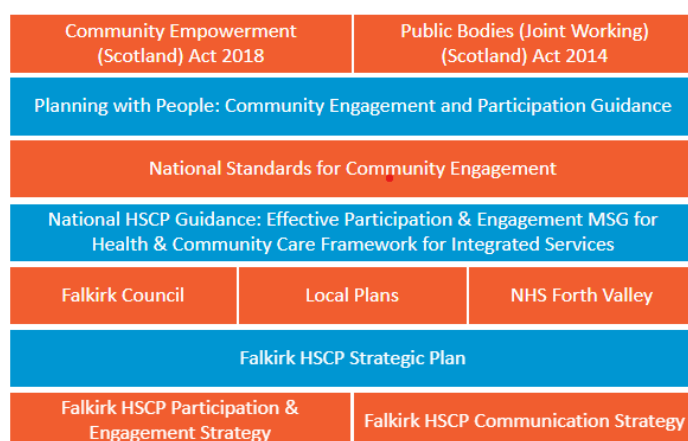 Community Empowerment
(Scotland) Act 2018
Public Bodies (Joint Working)
(Scotland) Act 2014
Planning with People: Community Engagement and Participation Guidance
National Standards for Community Engagement
National HSCP Guidance: Effective Participation & Engagement MSG for
Health & Community Care Framework for Integrated Services
Falkirk Council
Local Plans
NHS Forth Valley
Falkirk HSCP Strategic Plan
Falkirk HSCP Participation &
Engagement Strategy
Falkirk HSCP Communication Strategy